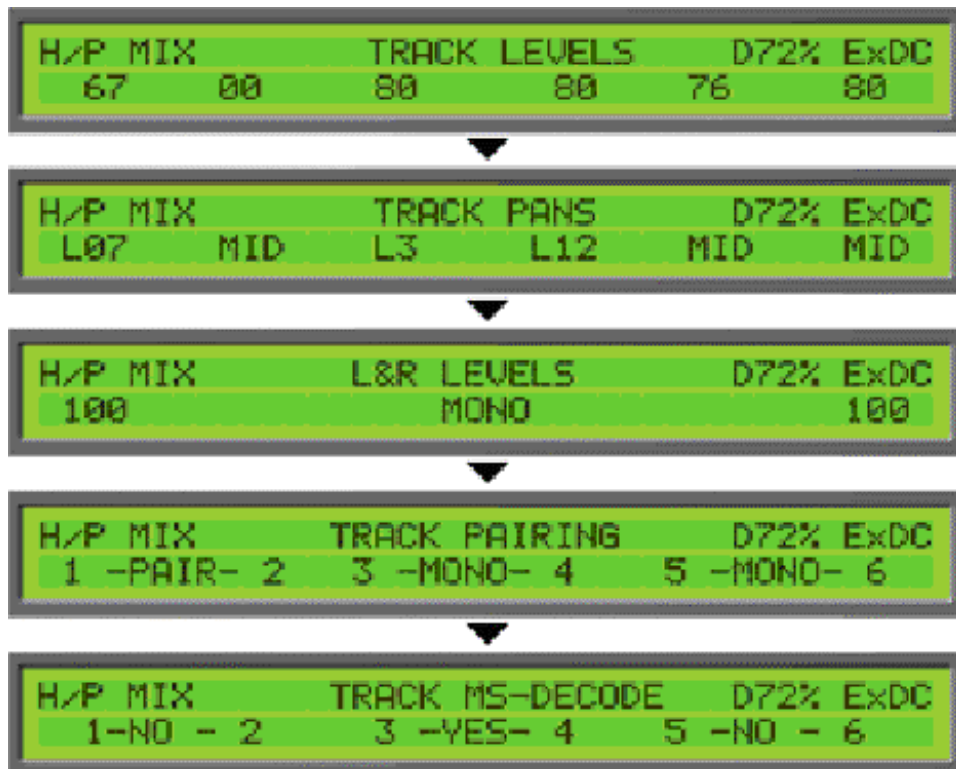 H/P MIX TRACK LEVELS D72% ExDC
67 00 80 80 76 80
H/P MIX TRACK PANS D72% ExDC
L07 MID L3 L12 MID MID
H/P MIX L&R LEVELS D72% ExDC
100 MONO 100
H/P MIX TRACK PAIRING D72% ExDC
1 -PAIR- 2 3 -MONO- 4 5 -MONO- 6
H/P MIX TRACK MS-DECODE D72% ExDC
1-NO - 2 3 -YES- 4 5 -NO - 6